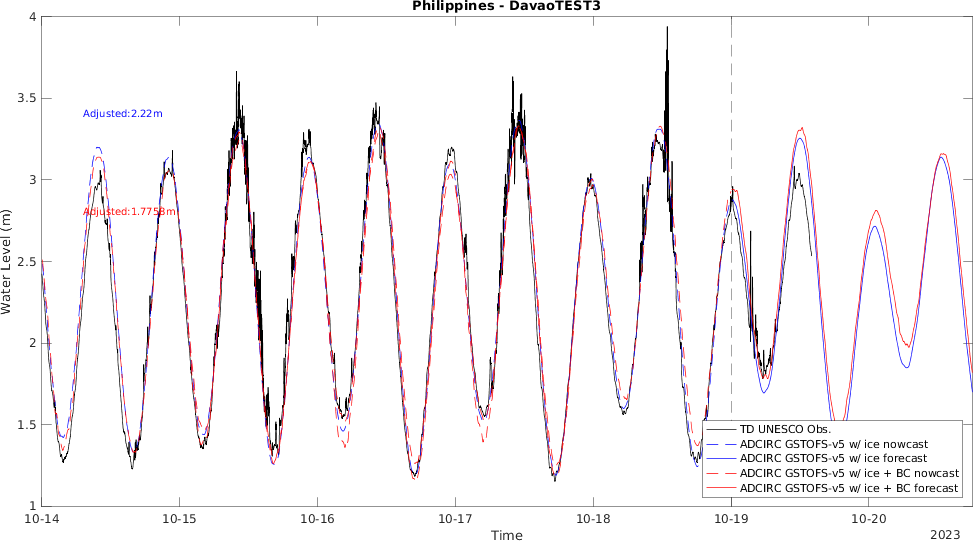 Philippines - DavaoTEST3
Water Level (m)
4
3.5
3
2.5
2
1.5
1
Adjusted:2.22m
Adjusted:1.7758m
TD UNESCO Obs.
ADCIRC GSTOFS-v5 w/ ice nowcast
ADCIRC GSTOFS-v5 w/ ice forecast
ADCIRC GSTOFS-v5 w/ ice + BC nowcast
ADCIRC GSTOFS-v5 w/ ice + BC forecast
10-14 10-15 10-16 10-17 10-18 10-19 10-20
Time
2023